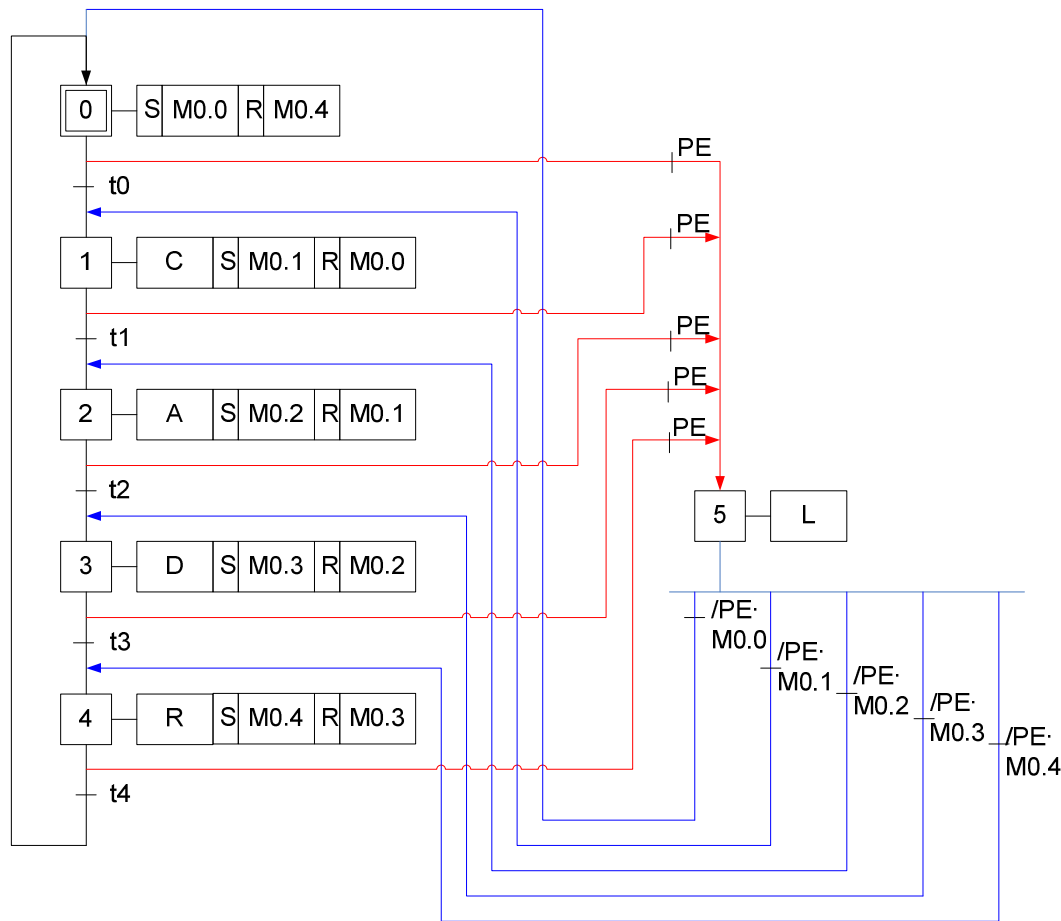 0 S M0.0 R M0.4
PE
t0
PE
1 C S M0.1 R M0.0
PE
t1
PE
2 A S M0.2 R M0.1
PE
t2
5 L
3 D S M0.3 R M0.2
/PE·
M0.0
t3
/PE·
M0.1
/PE·
M0.2
4 R S M0.4 R M0.3
/PE·
M0.3
/PE·
M0.4
t4